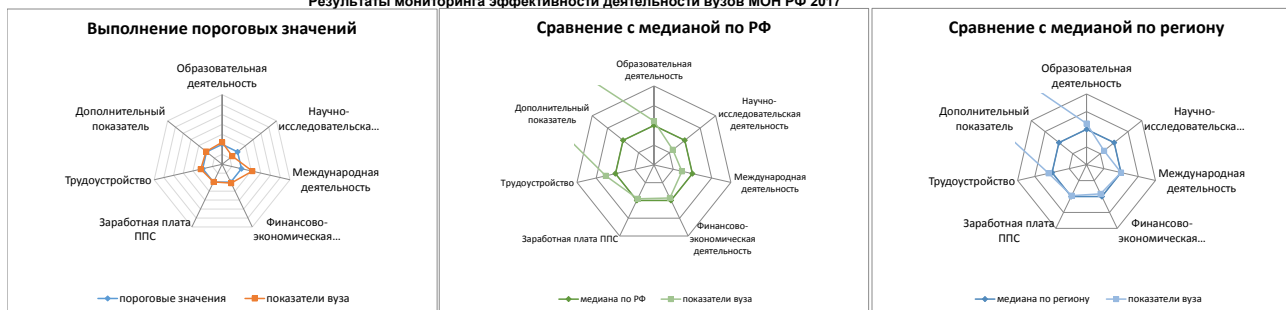 Результаты мониторинга эффективности деятельности вузов МОН РФ 2017
Выполнение пороговых значений
Образовательная
деятельность
Научно-
исследовательска...
Международная
деятельность
Финансово-
экономическая...
Заработная плата
ППС
Трудоустройство
Дополнительный
показатель
пороговые значения
показатели вуза
Сравнение с медианой по РФ
Образовательная
деятельность
Научно-
исследовательская
деятельность
Международная
деятельность
Финансово-
экономическая
деятельность
Заработная плата ППС
Трудоустройство
Дополнительный
показатель
медиана по РФ
показатели вуза
Сравнение с медианой по региону
Образовательная
деятельность
Научно-
исследовательска...
Международная
деятельность
Финансово-
экономическая...
Заработная плата
ППС
Трудоустройство
Дополнительный
показатель
медиана по региону
показатели вуза